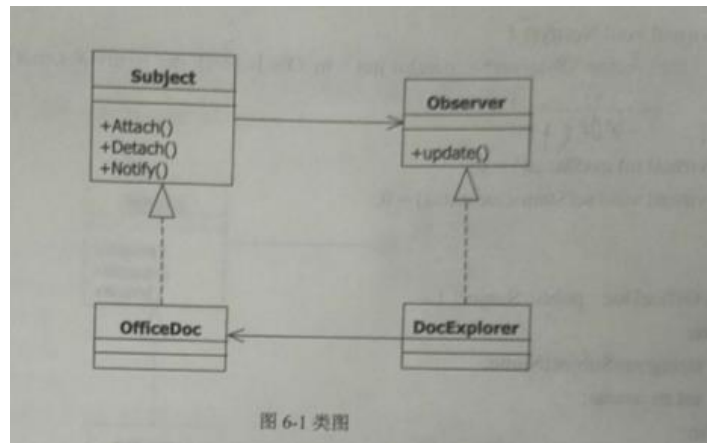 Subject
+Attach()
+Detach()
+Notify()
Observer
+update()
OfficeDoc
DocExplorer
图 6-1 类图